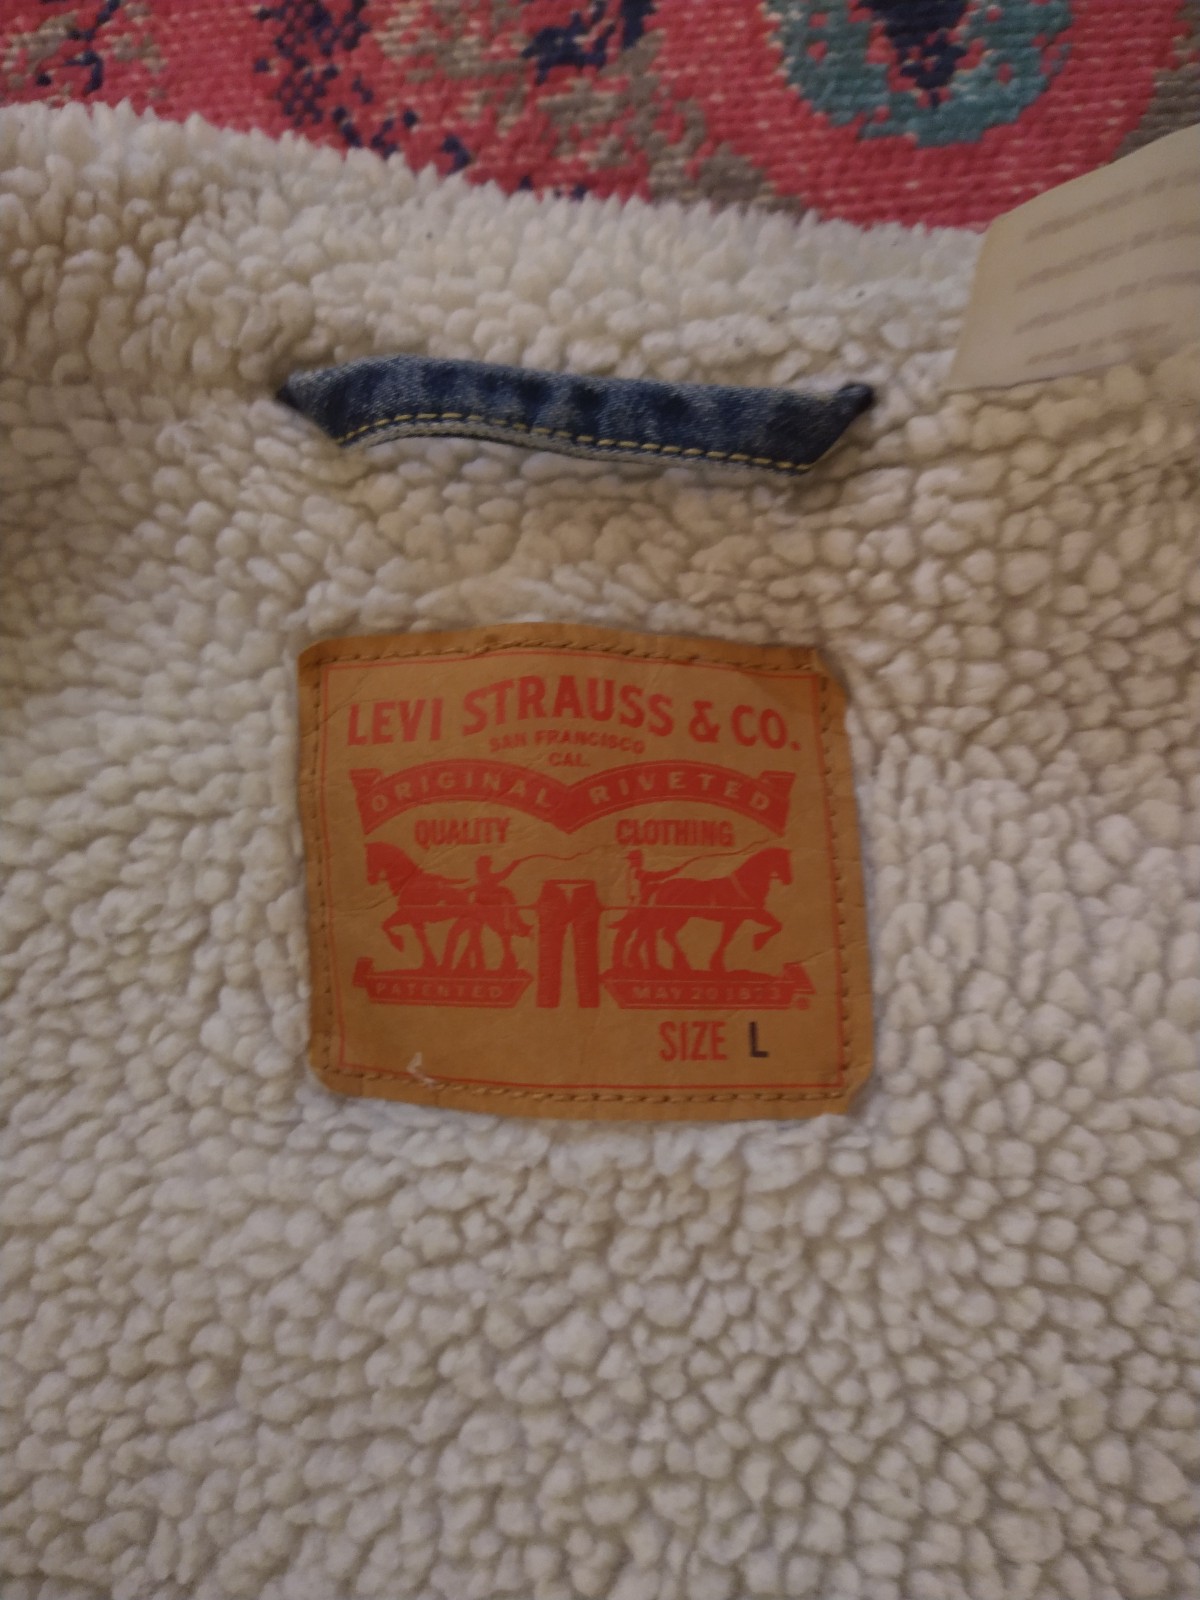 LEVI STRAUSS & CO.
SAN FRANCISCO
CAL.
ORIGINAL RIVETED
QUALITY CLOTHING
PATENTED MAY 20 1873
SIZE L